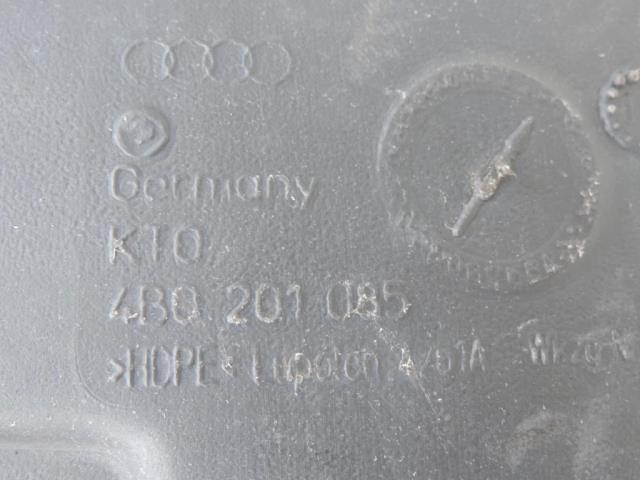 Germany
KTO
4B0 201 085
>HDPE< Lupolen 4261A